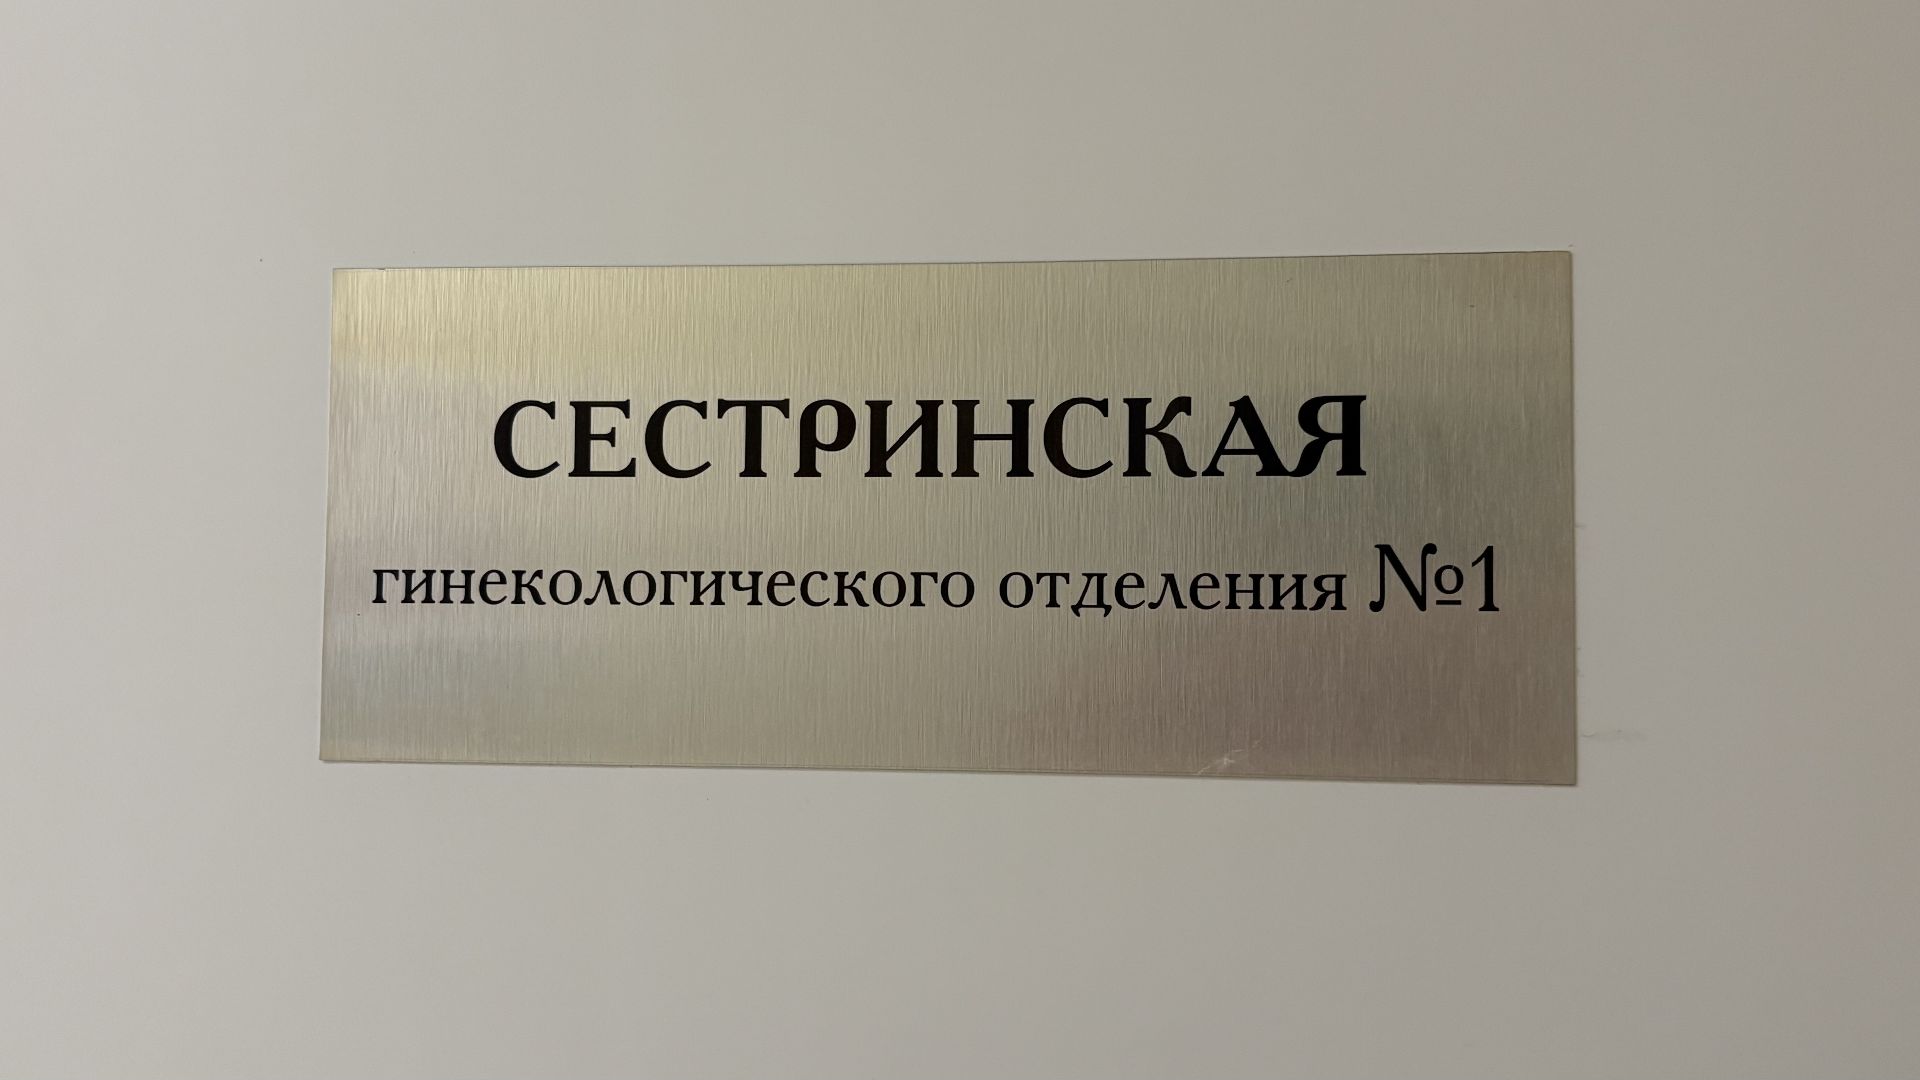 СЕСТРИНСКАЯ
гинекологического отделения №1